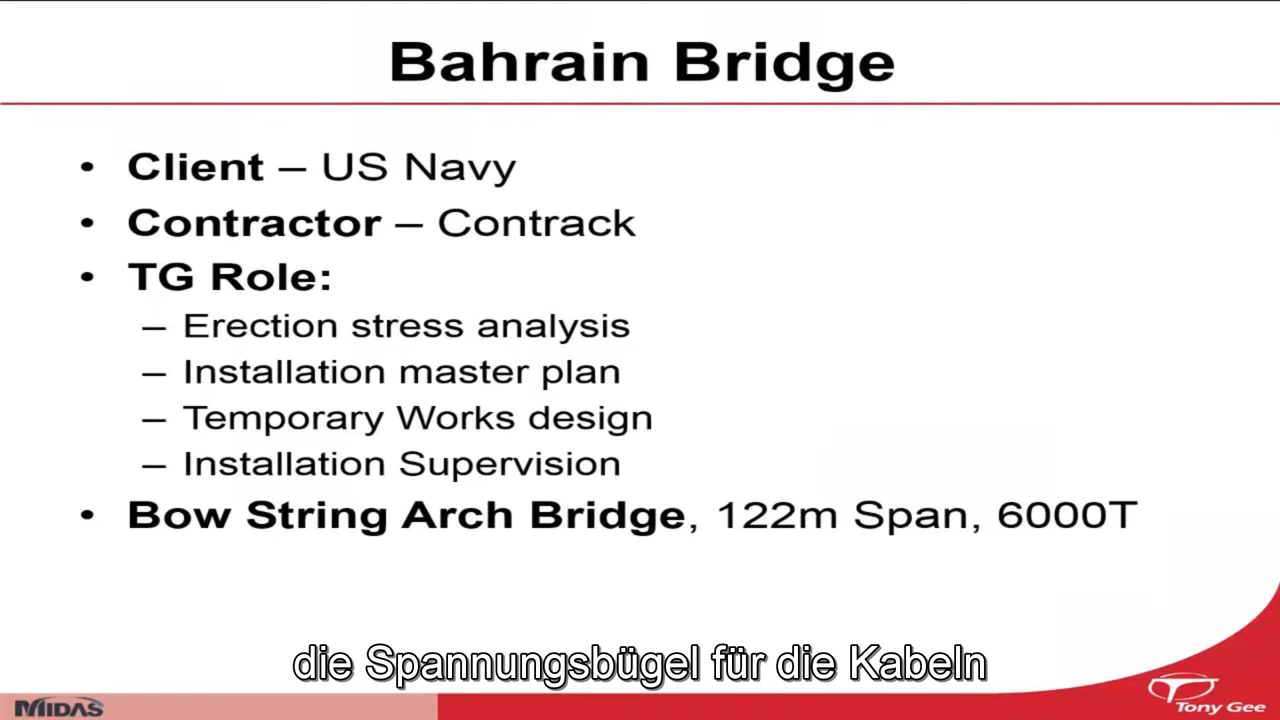 Bahrain Bridge
• Client – US Navy
• Contractor – Contrack
• TG Role:
– Erection stress analysis
– Installation master plan
– Temporary Works design
– Installation Supervision
• Bow String Arch Bridge, 122m Span, 6000T
die Spannungsbügel für die Kabeln
MIDAS
Tony Gee